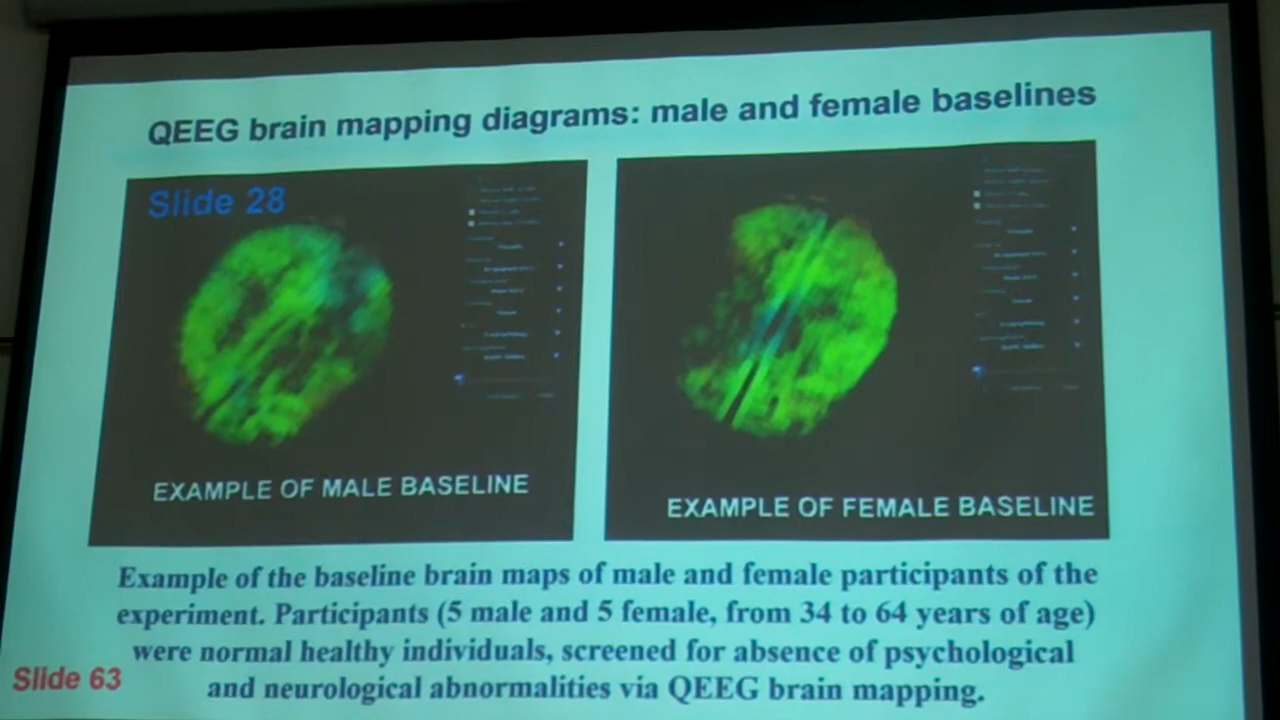 QEEG brain mapping diagrams: male and female baselines
Slide 28
EXAMPLE OF MALE BASELINE
EXAMPLE OF FEMALE BASELINE
Example of the baseline brain maps of male and female participants of the
experiment. Participants (5 male and 5 female, from 34 to 64 years of age)
were normal healthy individuals, screened for absence of psychological
and neurological abnormalities via QEEG brain mapping.
Slide 63